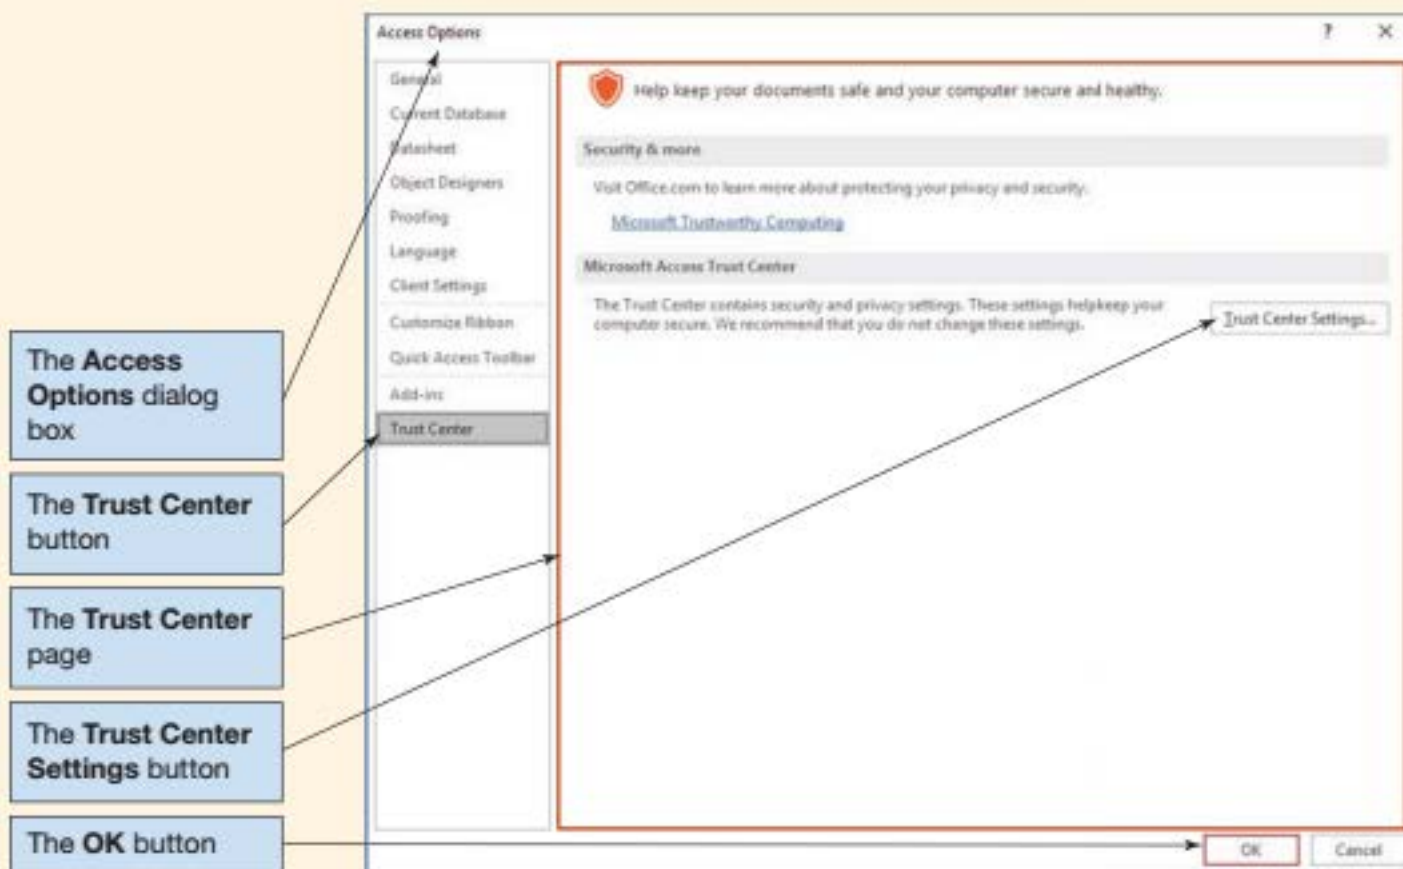 Access Options
? ×
General
Current Database
Datasheet
Object Designers
Proofing
Language
Client Settings
Customize Ribbon
Quick Access Toolbar
Add-ins
Trust Center
Help keep your documents safe and your computer secure and healthy.
Security & more
Visit Office.com to learn more about protecting your privacy and security.
Microsoft Trustworthy Computing
Microsoft Access Trust Center
The Trust Center contains security and privacy settings. These settings helpkeep your
computer secure. We recommend that you do not change these settings.
Trust Center Settings...
OK
Cancel
The Access
Options dialog
box
The Trust Center
button
The Trust Center
page
The Trust Center
Settings button
The OK button